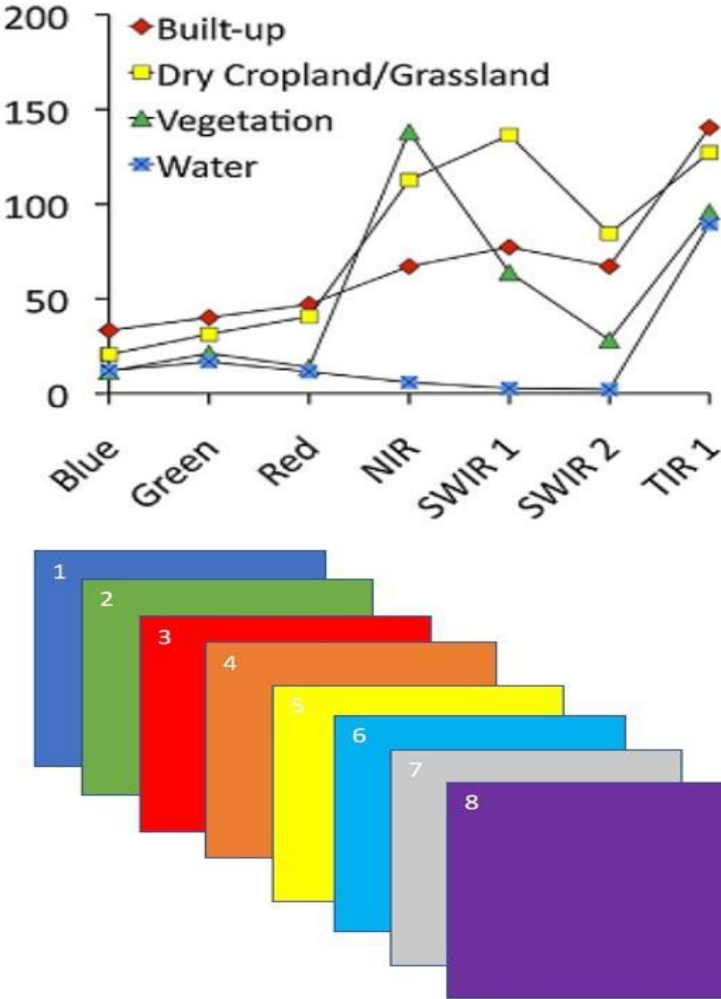 200
Built-up
Dry Cropland/Grassland
150
Vegetation
Water
100
50
0
Blue
Green
Red
NIR
SWIR 1
SWIR 2
TIR 1
1
2
3
4
5
6
7
8